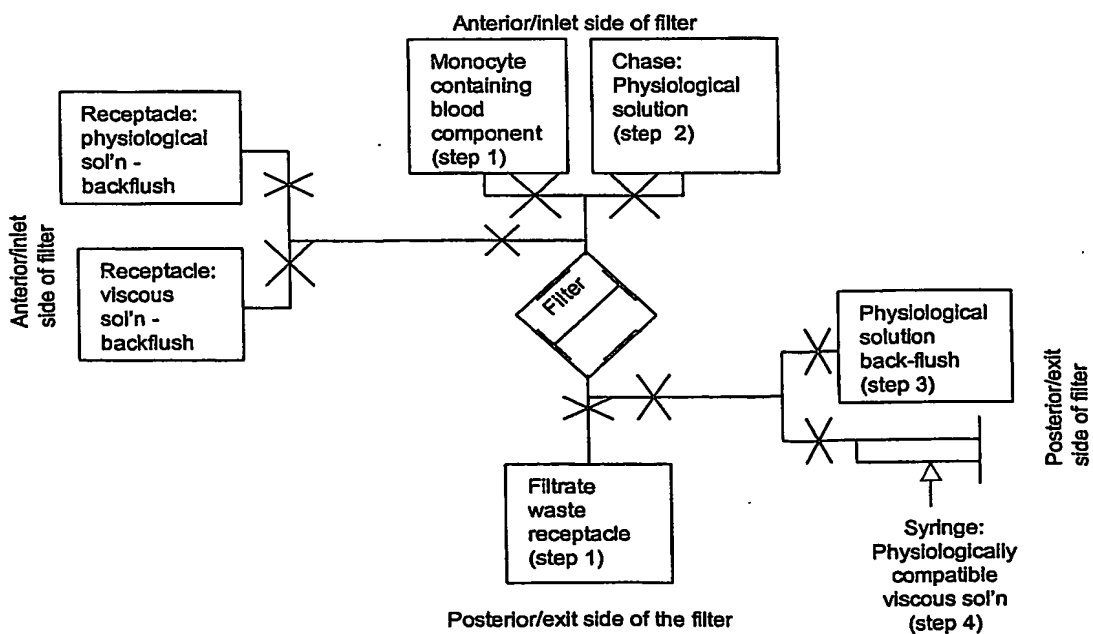 Anterior/inlet side of filter
Monocyte
containing
blood
component
(step 1)
Chase:
Physiological
solution
(step 2)
Receptacle:
physiological
sol'n -
backflush
Anterior/inlet
side of filter
Receptacle:
viscous
sol'n -
backflush
Filter
Physiological
solution
back-flush
(step 3)
Posterior/exit
side of filter
Filtrate
waste
receptacle
(step 1)
Syringe:
Physiologically
compatible
viscous sol'n
(step 4)
Posterior/exit side of the filter